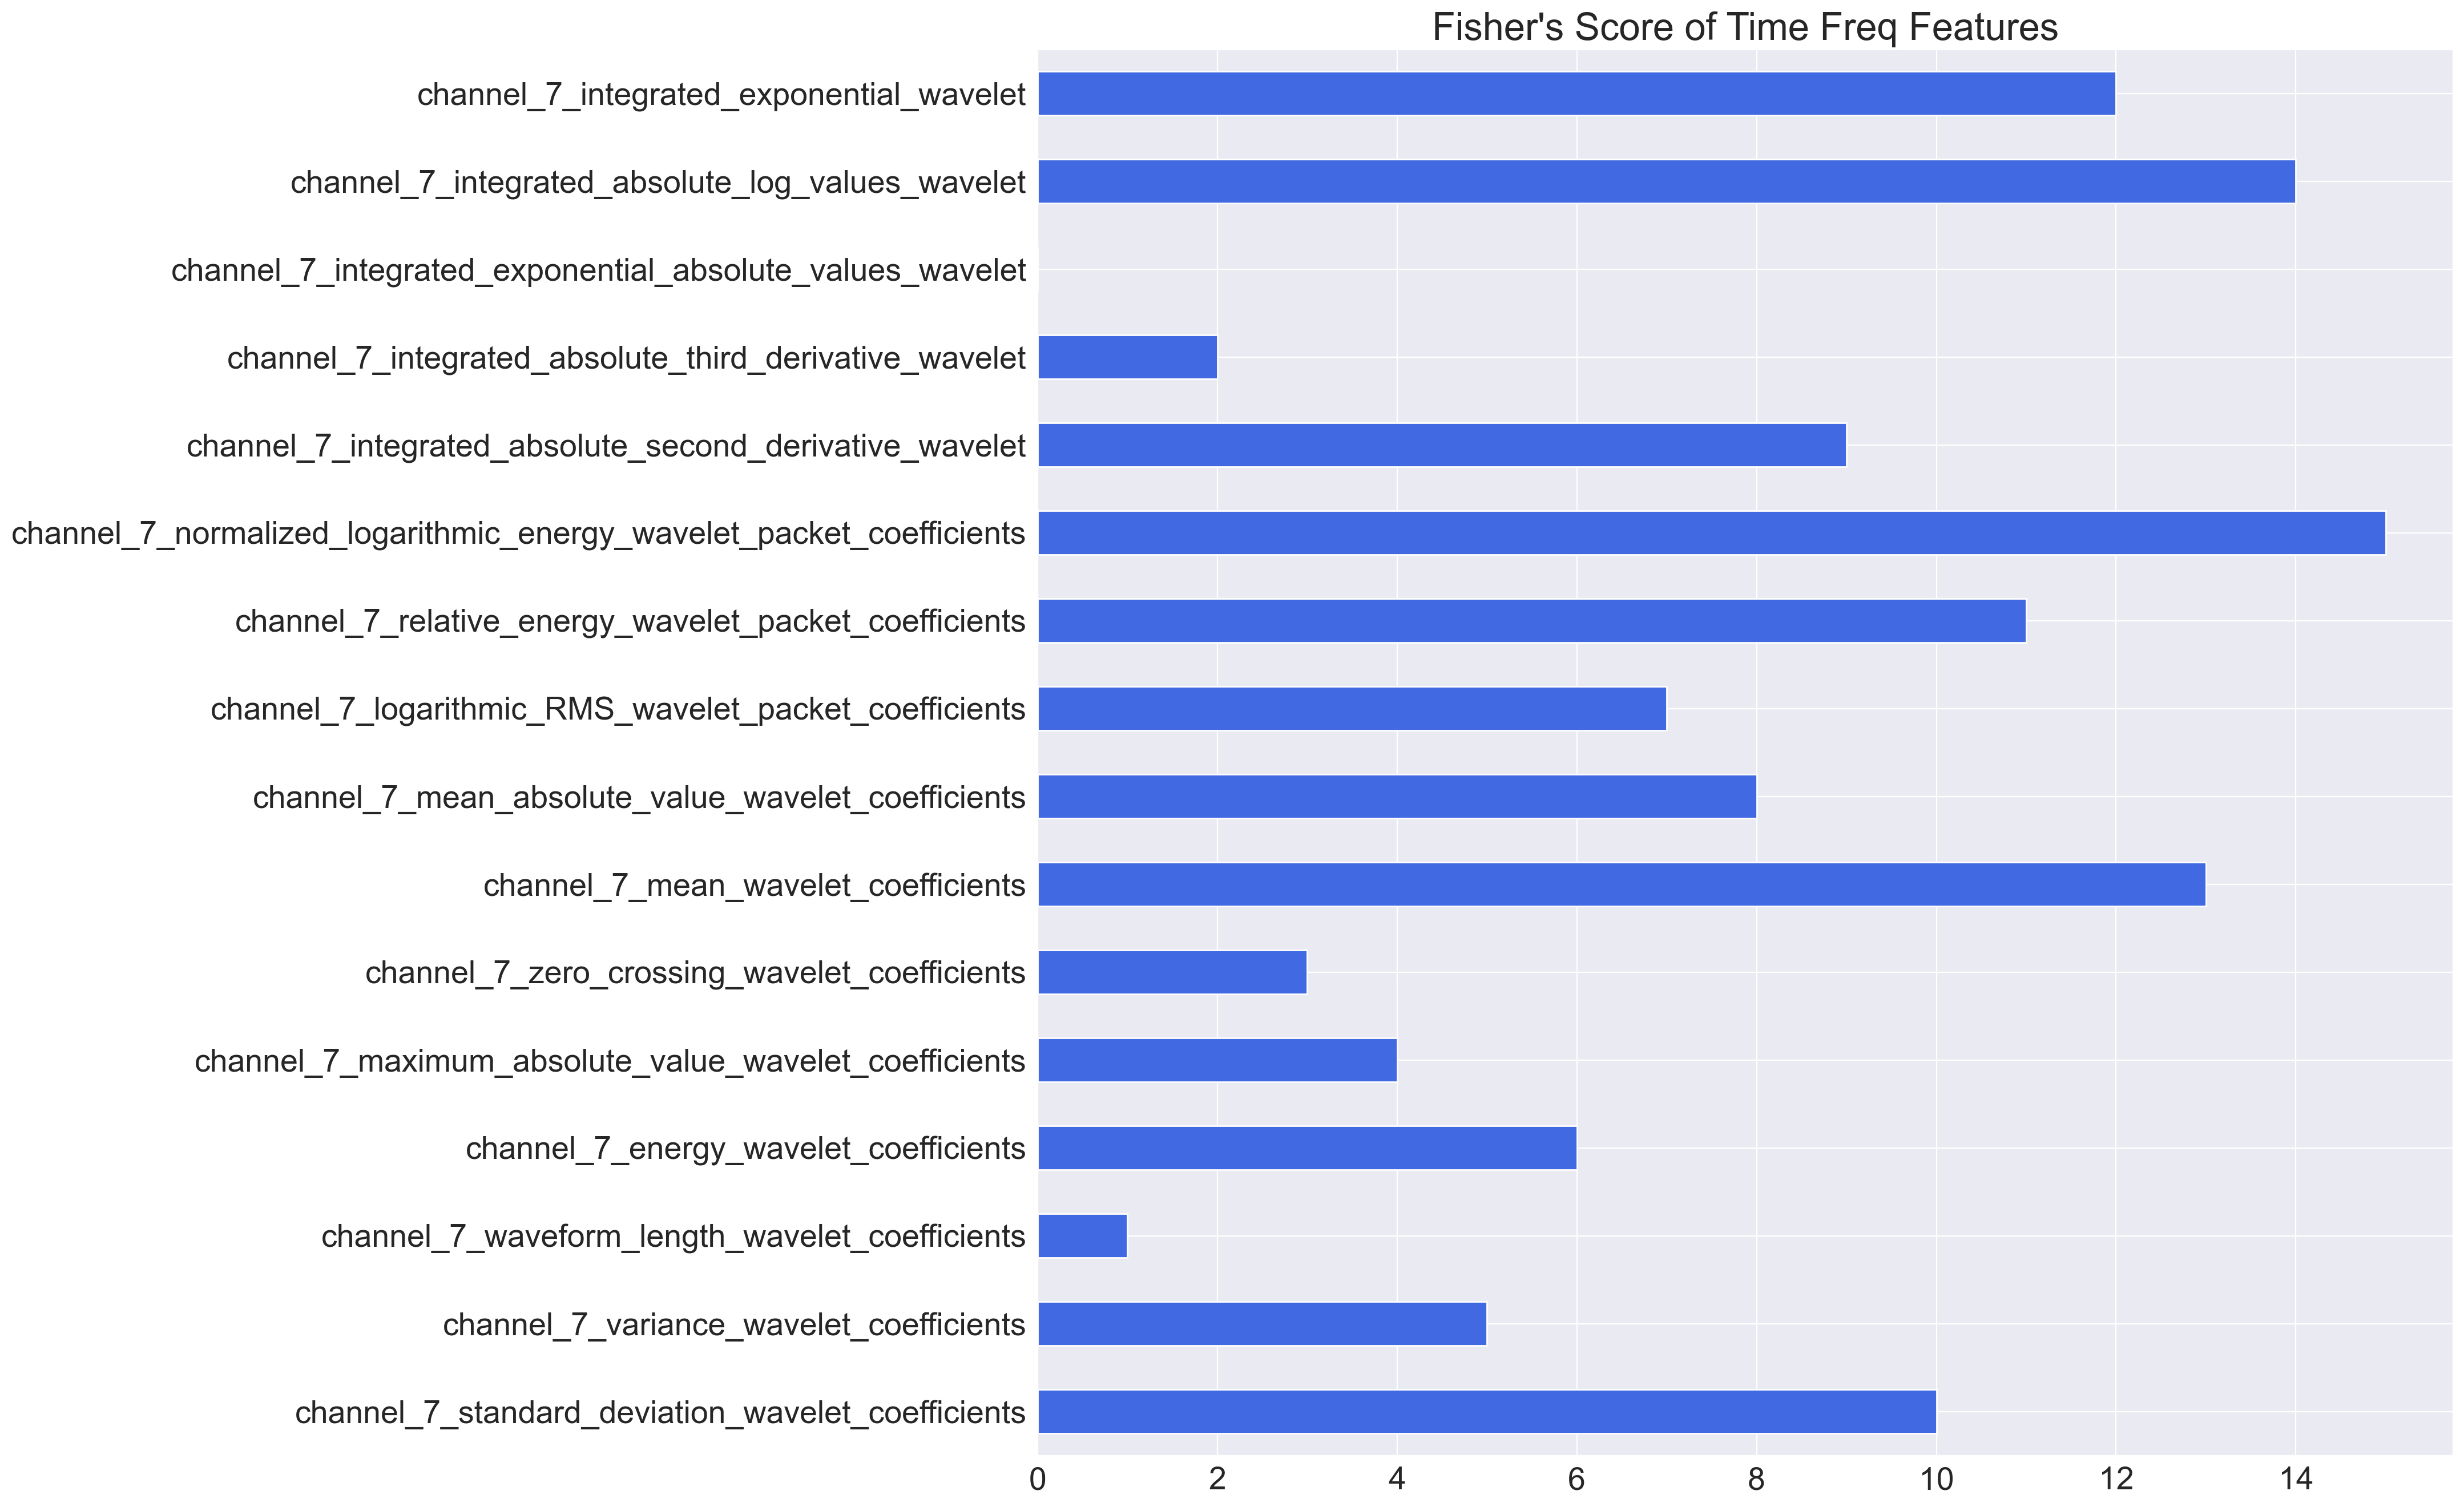 Fisher's Score of Time Freq Features
channel_7_integrated_exponential_wavelet
channel_7_integrated_absolute_log_values_wavelet
channel_7_integrated_exponential_absolute_values_wavelet
channel_7_integrated_absolute_third_derivative_wavelet
channel_7_integrated_absolute_second_derivative_wavelet
channel_7_normalized_logarithmic_energy_wavelet_packet_coefficients
channel_7_relative_energy_wavelet_packet_coefficients
channel_7_logarithmic_RMS_wavelet_packet_coefficients
channel_7_mean_absolute_value_wavelet_coefficients
channel_7_mean_wavelet_coefficients
channel_7_zero_crossing_wavelet_coefficients
channel_7_maximum_absolute_value_wavelet_coefficients
channel_7_energy_wavelet_coefficients
channel_7_waveform_length_wavelet_coefficients
channel_7_variance_wavelet_coefficients
channel_7_standard_deviation_wavelet_coefficients
0 2 4 6 8 10 12 14